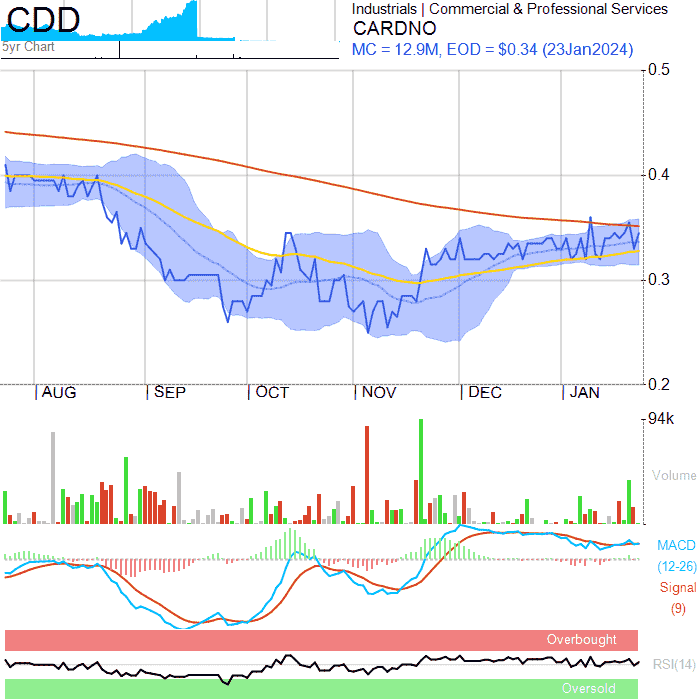 CDD
Industrials | Commercial & Professional Services
CARDNO
5yr Chart
MC = 12.9M, EOD = $0.34 (23Jan2024)
0.5
0.4
0.3
0.2
AUG SEP OCT NOV DEC JAN
94k
Volume
MACD
(12-26)
Signal
(9)
Overbought
RSI(14)
Oversold